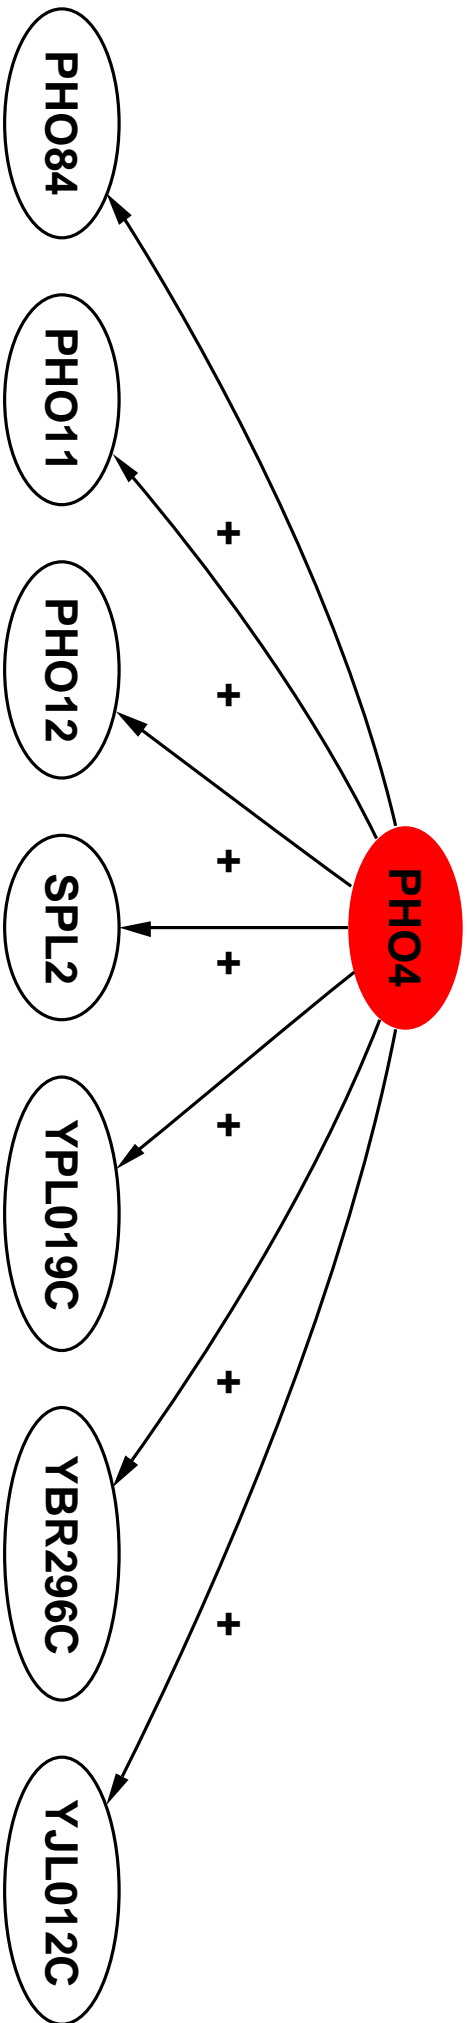 PHO4
+ + + + + + +
PHO84 PHO11 PHO12 SPL2 YPL019C YBR296C YJL012C